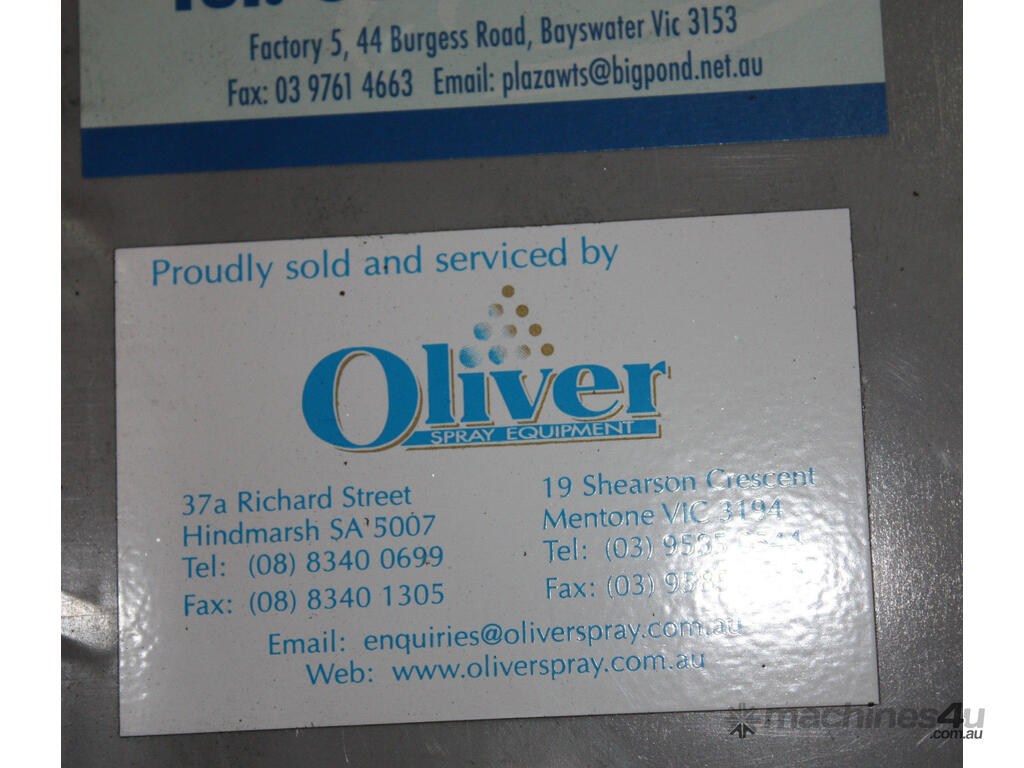 Factory 5, 44 Burgess Road, Bayswater Vic 3153
Fax: 03 9761 4663 Email: plazawts@bigpond.net.au
Proudly sold and serviced by
Oliver
SPRAY EQUIPMENT
37a Richard Street
Hindmarsh SA 5007
Tel: (08) 8340 0699
Fax: (08) 8340 1305
19 Shearson Crescent
Mentone VIC 3194
Tel: (03)
Fax: (03)
Email: enquiries@oliverspray.com.au
Web: www.oliverspray.com.au
machines4u
.com.au